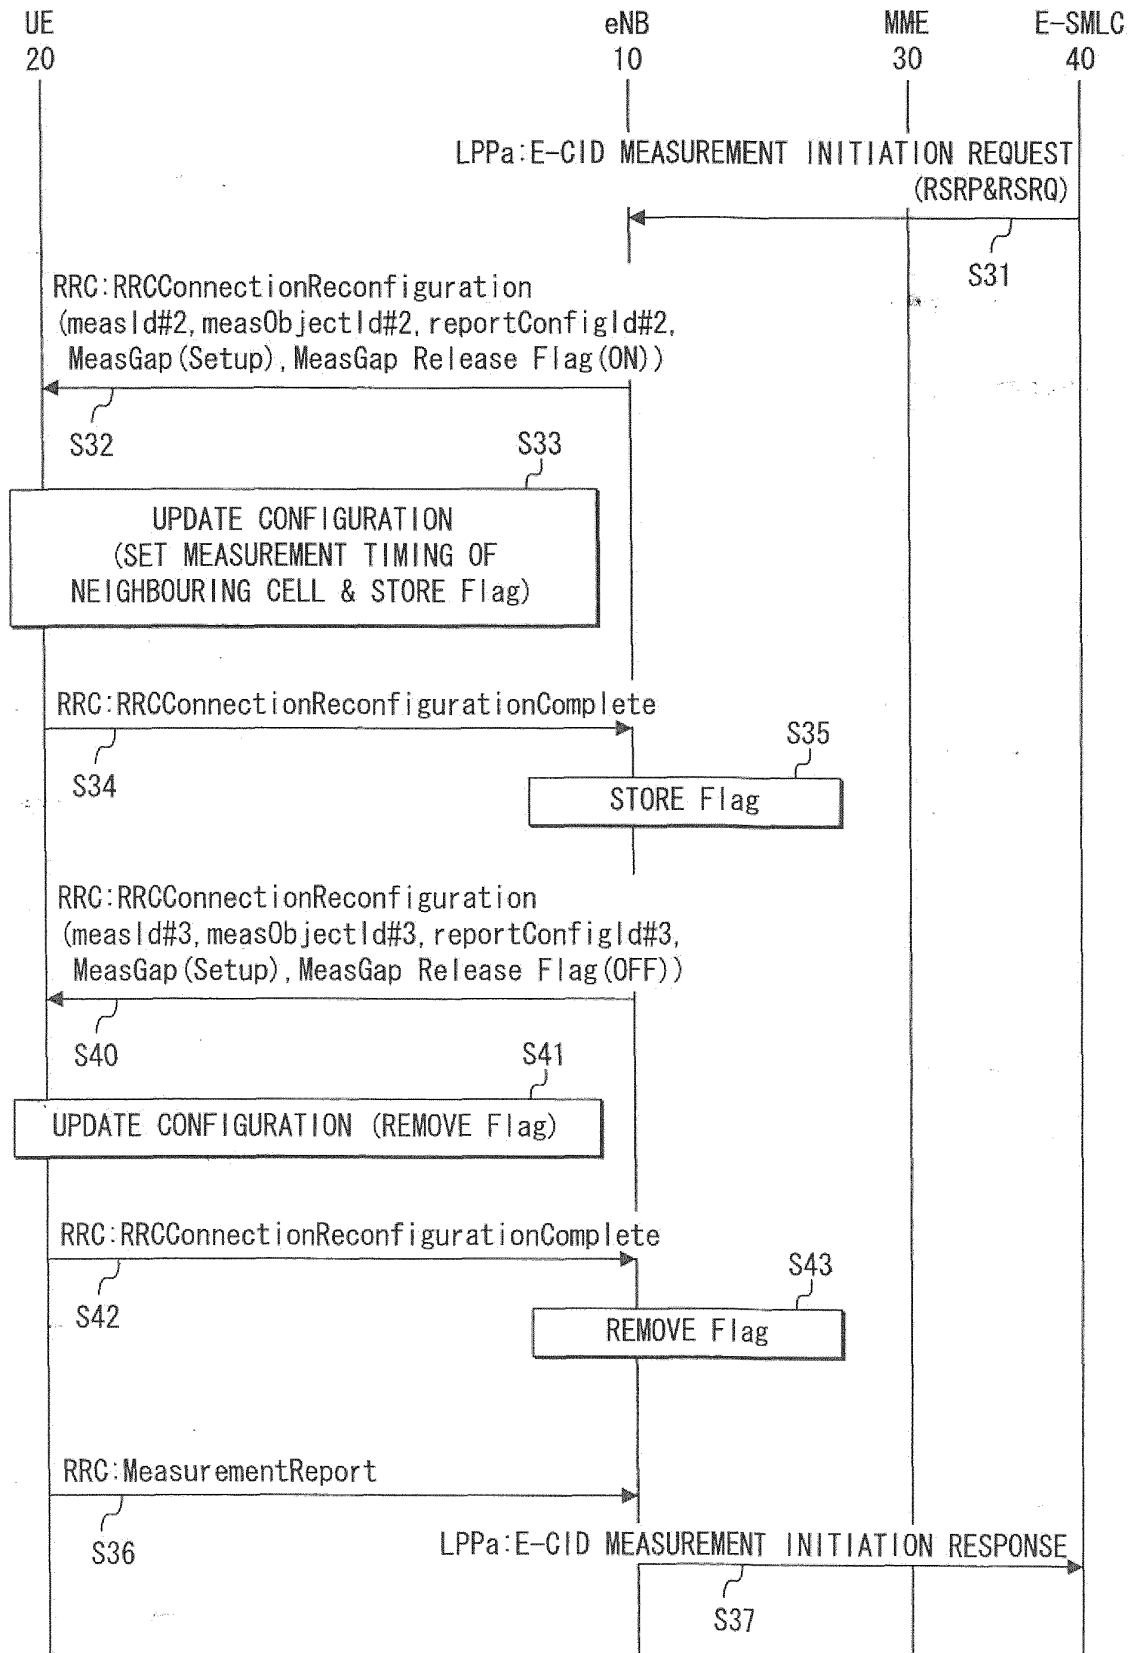 UE eNB MME E-SMLC
20 10 30 40
LPPa:E-CID MEASUREMENT INITIATION REQUEST
(RSRP&RSRQ)
S31
RRC:RRCConnectionReconfiguration
(measId#2,measObjectId#2,reportConfigId#2,
MeasGap(Setup),MeasGap Release Flag(ON))
S32
S33
UPDATE CONFIGURATION
(SET MEASUREMENT TIMING OF
NEIGHBOURING CELL & STORE Flag)
RRC:RRCConnectionReconfigurationComplete
S34
S35
STORE Flag
RRC:RRCConnectionReconfiguration
(measId#3,measObjectId#3,reportConfigId#3,
MeasGap(Setup),MeasGap Release Flag(OFF))
S40
S41
UPDATE CONFIGURATION (REMOVE Flag)
RRC:RRCConnectionReconfigurationComplete
S42
S43
REMOVE Flag
RRC:MeasurementReport
S36
LPPa:E-CID MEASUREMENT INITIATION RESPONSE
S37